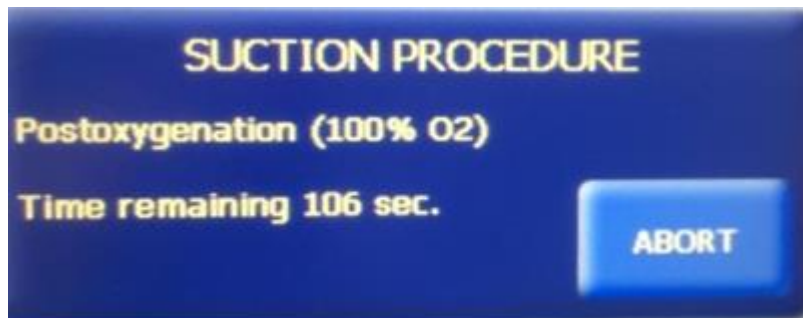 SUCTION PROCEDURE
Postoxygenation (100% O2)
Time remaining 106 sec.
ABORT